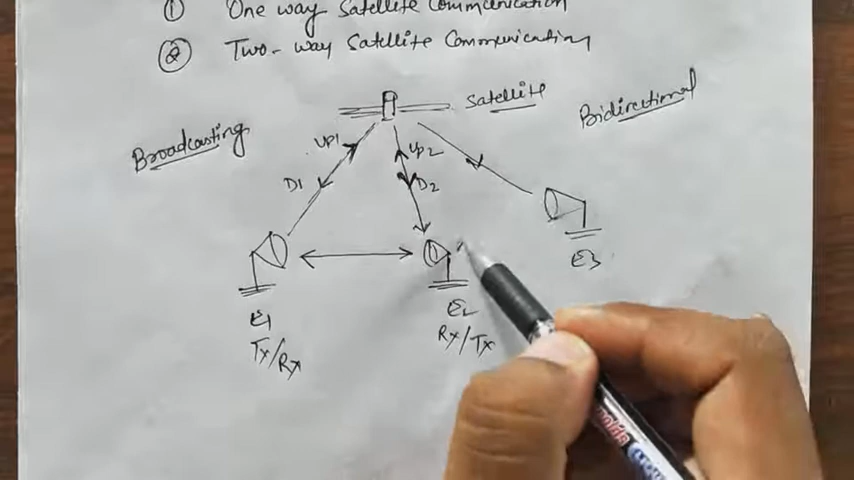 ① One way Satellite Communication
② Two-way Satellite Communication
Satellite
Bidirectional
Broadcasting
UP1
UP2
D1
D2
E3
E1
E2
Tx/Rx
Rx/Tx